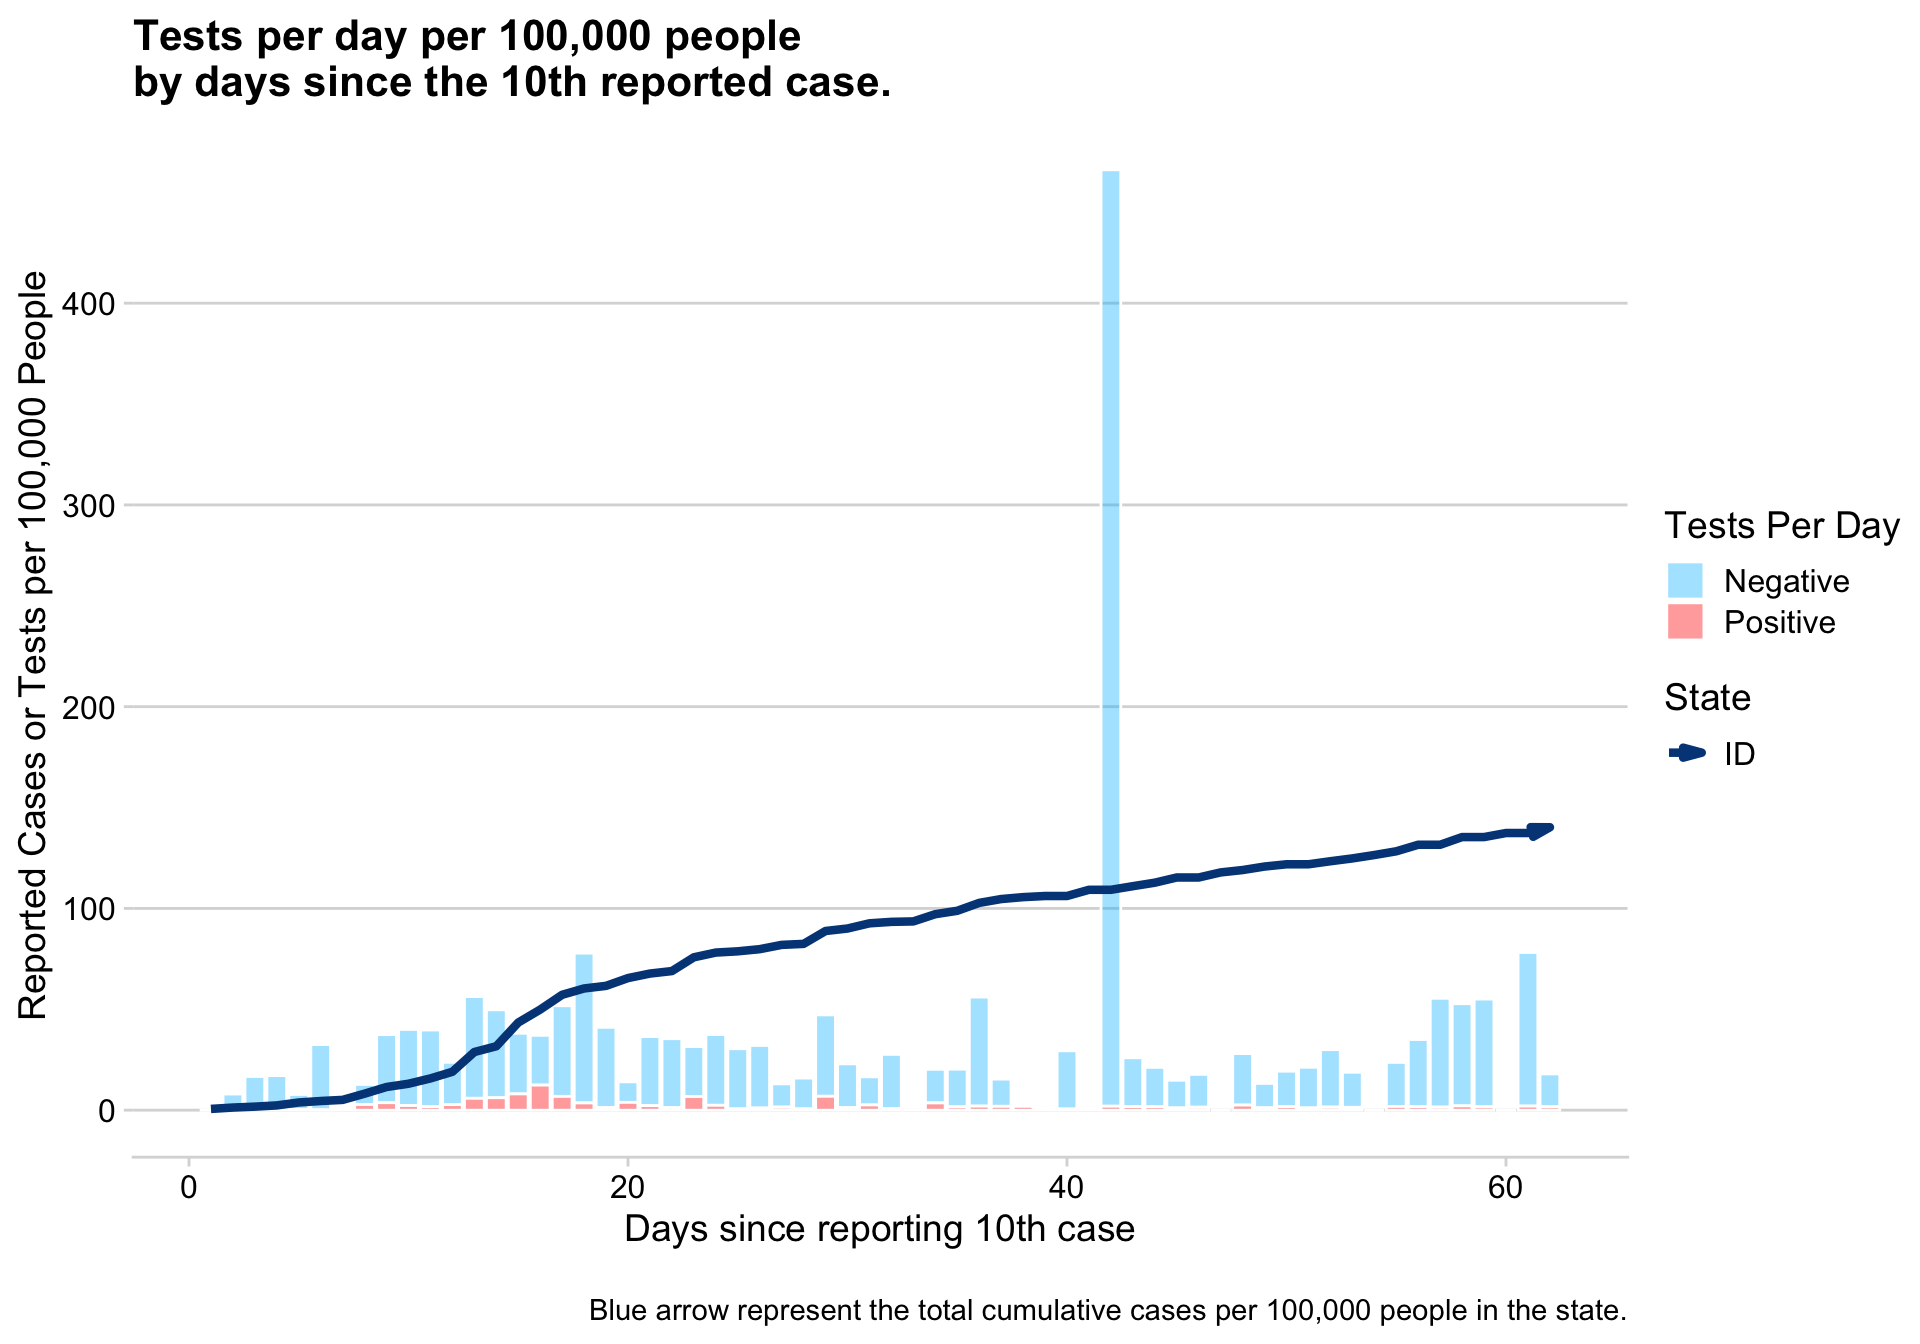 Tests per day per 100,000 people
by days since the 10th reported case.
Reported Cases or Tests per 100,000 People
400
300
200
100
0
0
20
40
60
Days since reporting 10th case
Tests Per Day
Negative
Positive
State
ID
Blue arrow represent the total cumulative cases per 100,000 people in the state.